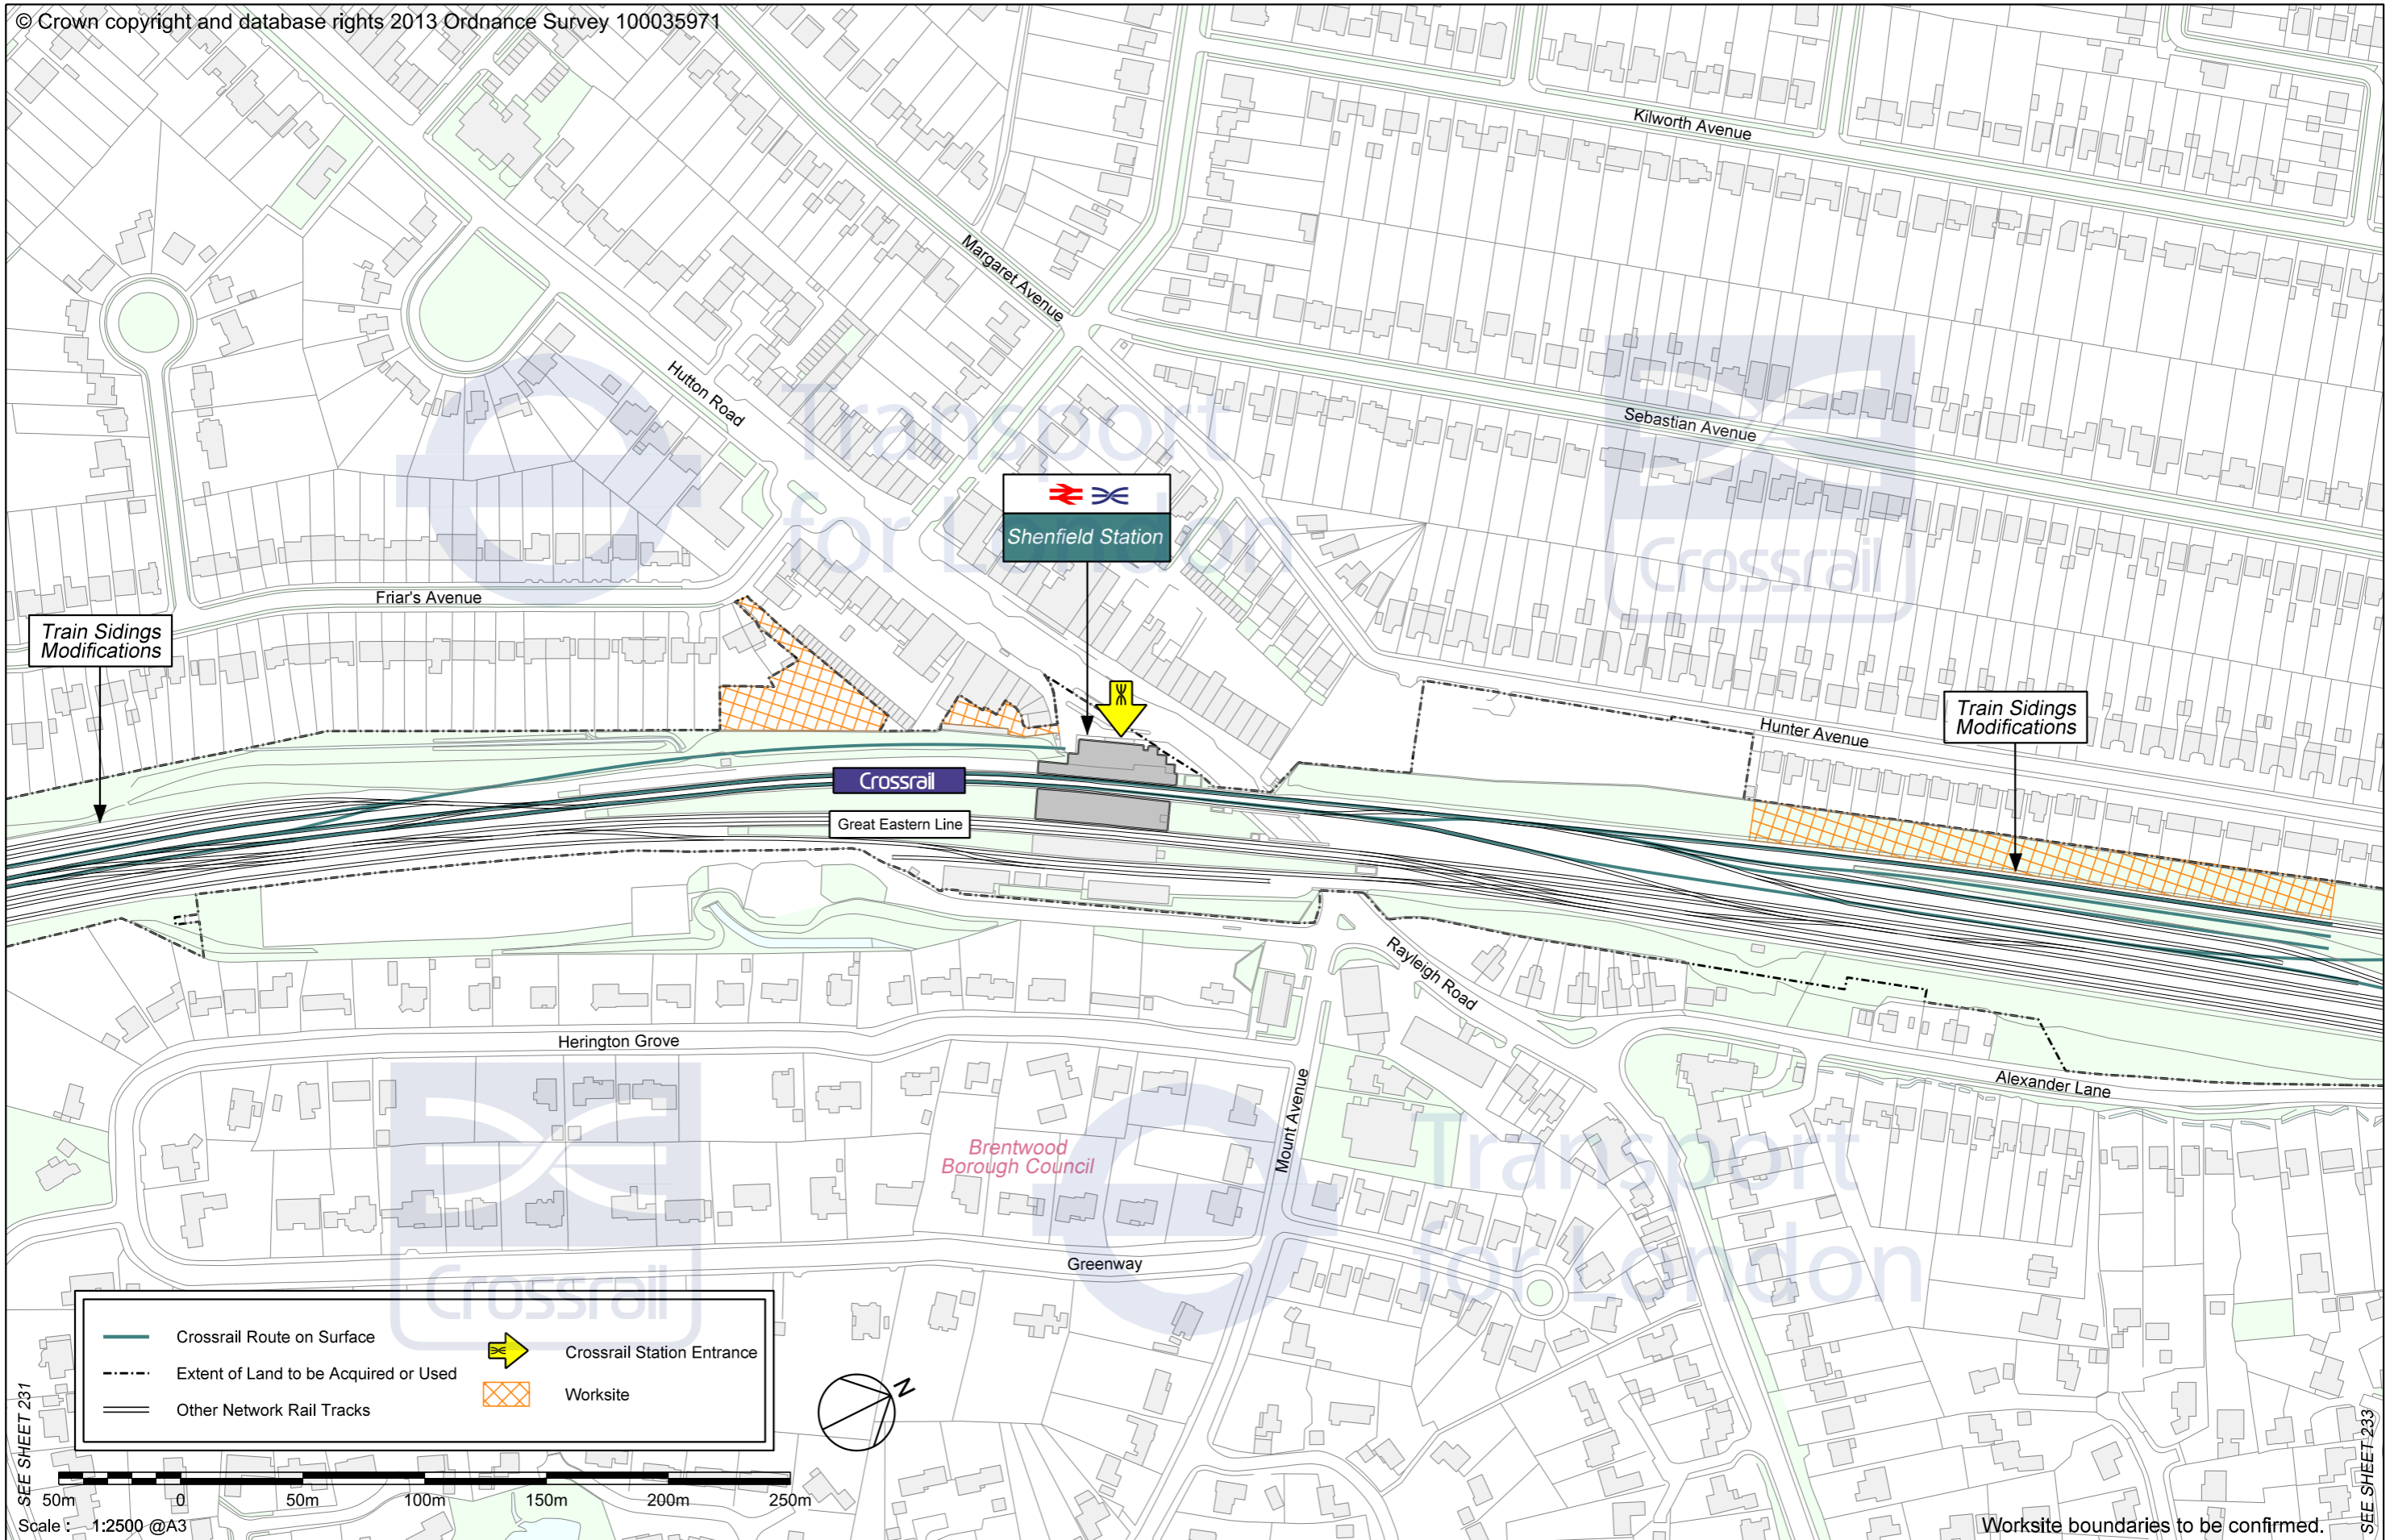 © Crown copyright and database rights 2013 Ordnance Survey 100035971
Kilworth Avenue
Margaret Avenue
Hutton Road
Transport
for London
Sebastian Avenue
Crossrail
Shenfield Station
Friar's Avenue
Train Sidings
Modifications
Train Sidings
Modifications
Hunter Avenue
Crossrail
Great Eastern Line
Rayleigh Road
Herington Grove
Alexander Lane
Mount Avenue
Brentwood
Borough Council
Transport
for London
Greenway
Crossrail
Crossrail Route on Surface
Extent of Land to be Acquired or Used
Other Network Rail Tracks
Crossrail Station Entrance
Worksite
N
SEE SHEET 231
SEE SHEET 233
50m 0 50m 100m 150m 200m 250m
Scale : 1:2500 @A3
Worksite boundaries to be confirmed.